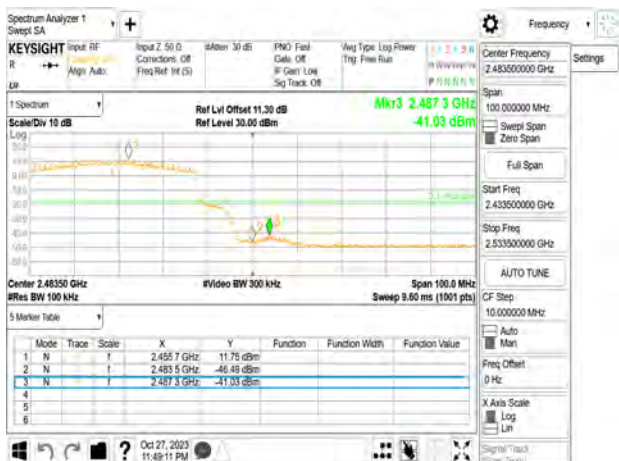 Spectrum Analyzer 1
Swept SA
Frequency
KEYSIGHT
Input: RF
Input Z: 50 Ω
#Atten: 30 dB
PNO: Fast
Avg Type: Log-Power
R
Corrections: Off
Gate: Off
Trig: Free Run
Align: Auto
Freq Ref: Int (S)
IF Gain: Low
Sig Track: Off
Center Frequency
2.483500000 GHz
Settings
Span
100.000000 MHz
Swept Span
Zero Span
Full Span
Start Freq
2.433500000 GHz
Stop Freq
2.533500000 GHz
AUTO TUNE
CF Step
10.000000 MHz
Auto
Man
Freq Offset
0 Hz
X Axis Scale
Log
Lin
Signal Track
1 Spectrum
Ref Lvl Offset 11.30 dB
Mkr3 2.487 3 GHz
Scale/Div 10 dB
Ref Level 30.00 dBm
-41.03 dBm
Log
Center 2.48350 GHz
#Video BW 300 kHz
Span 100.0 MHz
#Res BW 100 kHz
Sweep 9.60 ms (1001 pts)
5 Marker Table
Mode Trace Scale X Y Function Function Width Function Value
1 N f 2.455 7 GHz 11.75 dBm
2 N f 2.483 5 GHz -46.49 dBm
3 N f 2.487 3 GHz -41.03 dBm
4
5
6
?
Oct 27, 2023
11:49:11 PM